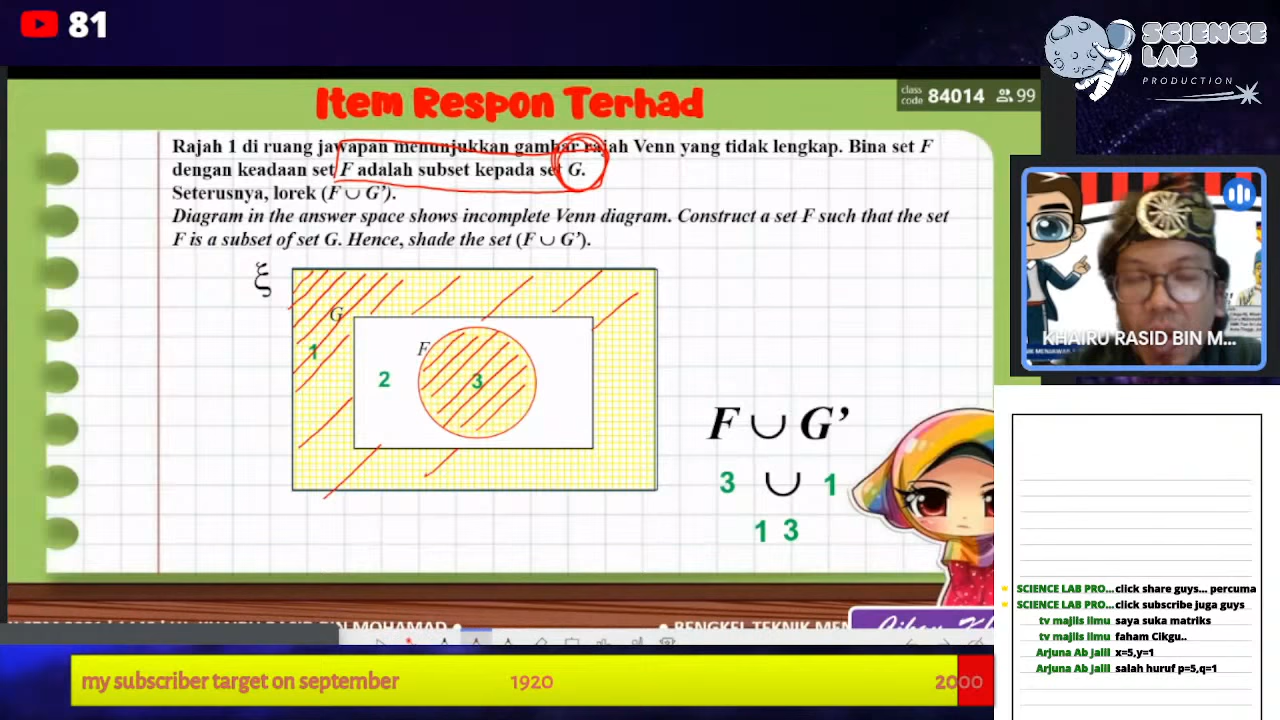 81
SCIENCE
LAB
PRODUCTION
Item Respon Terhad
class
code 84014 99
Rajah 1 di ruang jawapan menunjukkan gambar rajah Venn yang tidak lengkap. Bina set F
dengan keadaan set F adalah subset kepada set G.
Seterusnya, lorek (F ∪ G’).
Diagram in the answer space shows incomplete Venn diagram. Construct a set F such that the set
F is a subset of set G. Hence, shade the set (F ∪ G’).
ξ
G
F
1
2
3
F ∪ G’
3 ∪ 1
1 3
KHAIRU RASID BIN M...
SCIENCE LAB PRO... click share guys... percuma
SCIENCE LAB PRO... click subscribe juga guys
tv majlis ilmu saya suka matriks
tv majlis ilmu faham Cikgu..
Arjuna Ab Jalil x=5,y=1
Arjuna Ab Jalil salah huruf p=5,q=1
my subscriber target on september 1920 2000